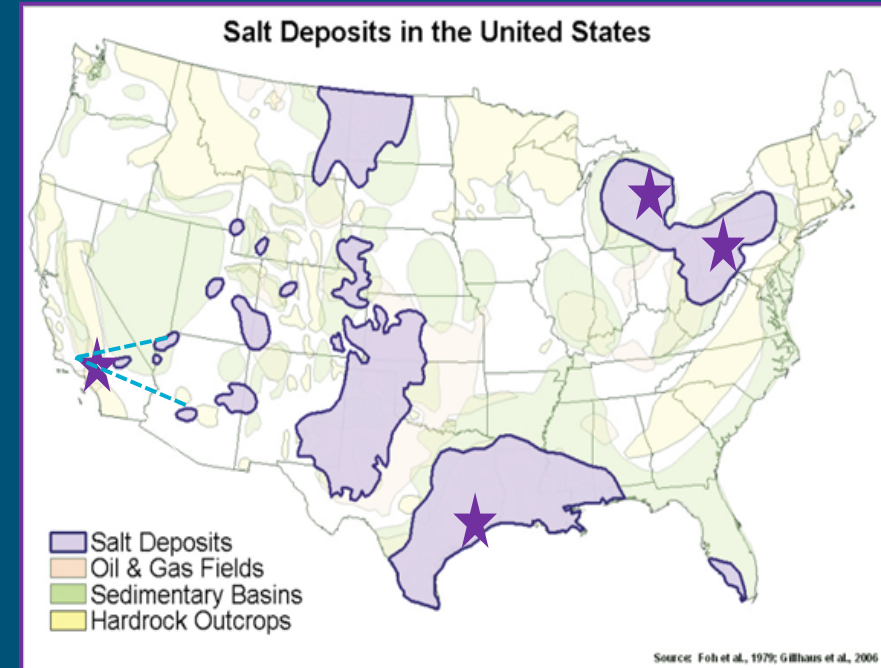 Salt Deposits in the United States
Salt Deposits
Oil & Gas Fields
Sedimentary Basins
Hardrock Outcrops
Source: Foh et al., 1979; Gillhaus et al., 2006